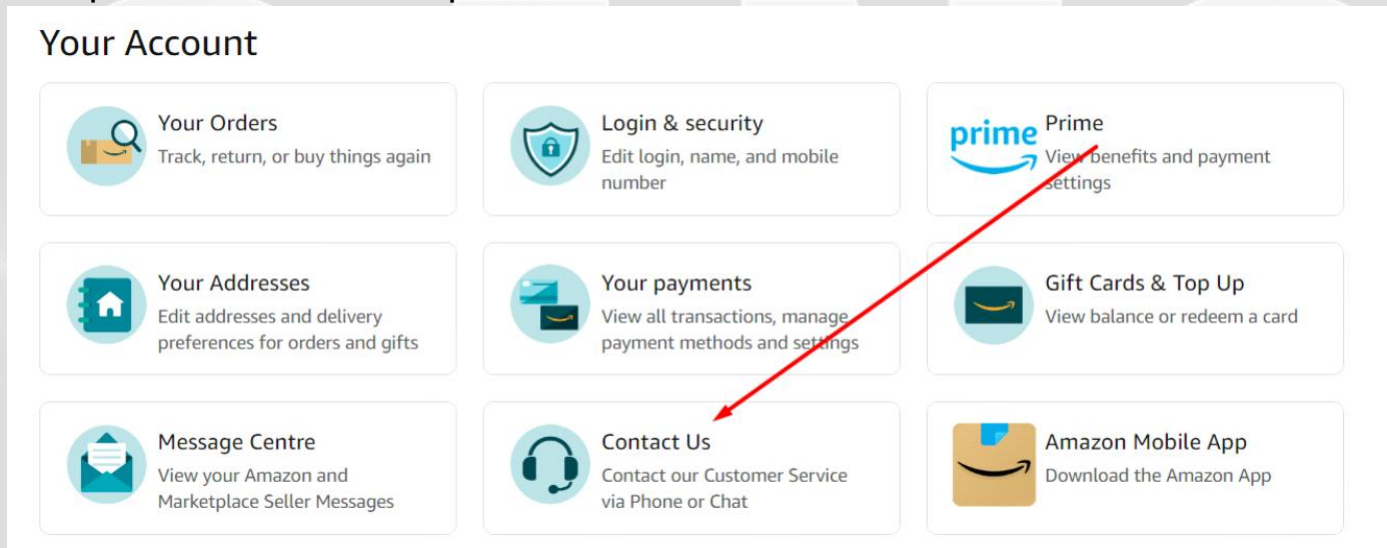 Your Account
Your Orders
Track, return, or buy things again
Login & security
Edit login, name, and mobile
number
prime
Prime
View benefits and payment
settings
Your Addresses
Edit addresses and delivery
preferences for orders and gifts
Your payments
View all transactions, manage
payment methods and settings
Gift Cards & Top Up
View balance or redeem a card
Message Centre
View your Amazon and
Marketplace Seller Messages
Contact Us
Contact our Customer Service
via Phone or Chat
Amazon Mobile App
Download the Amazon App